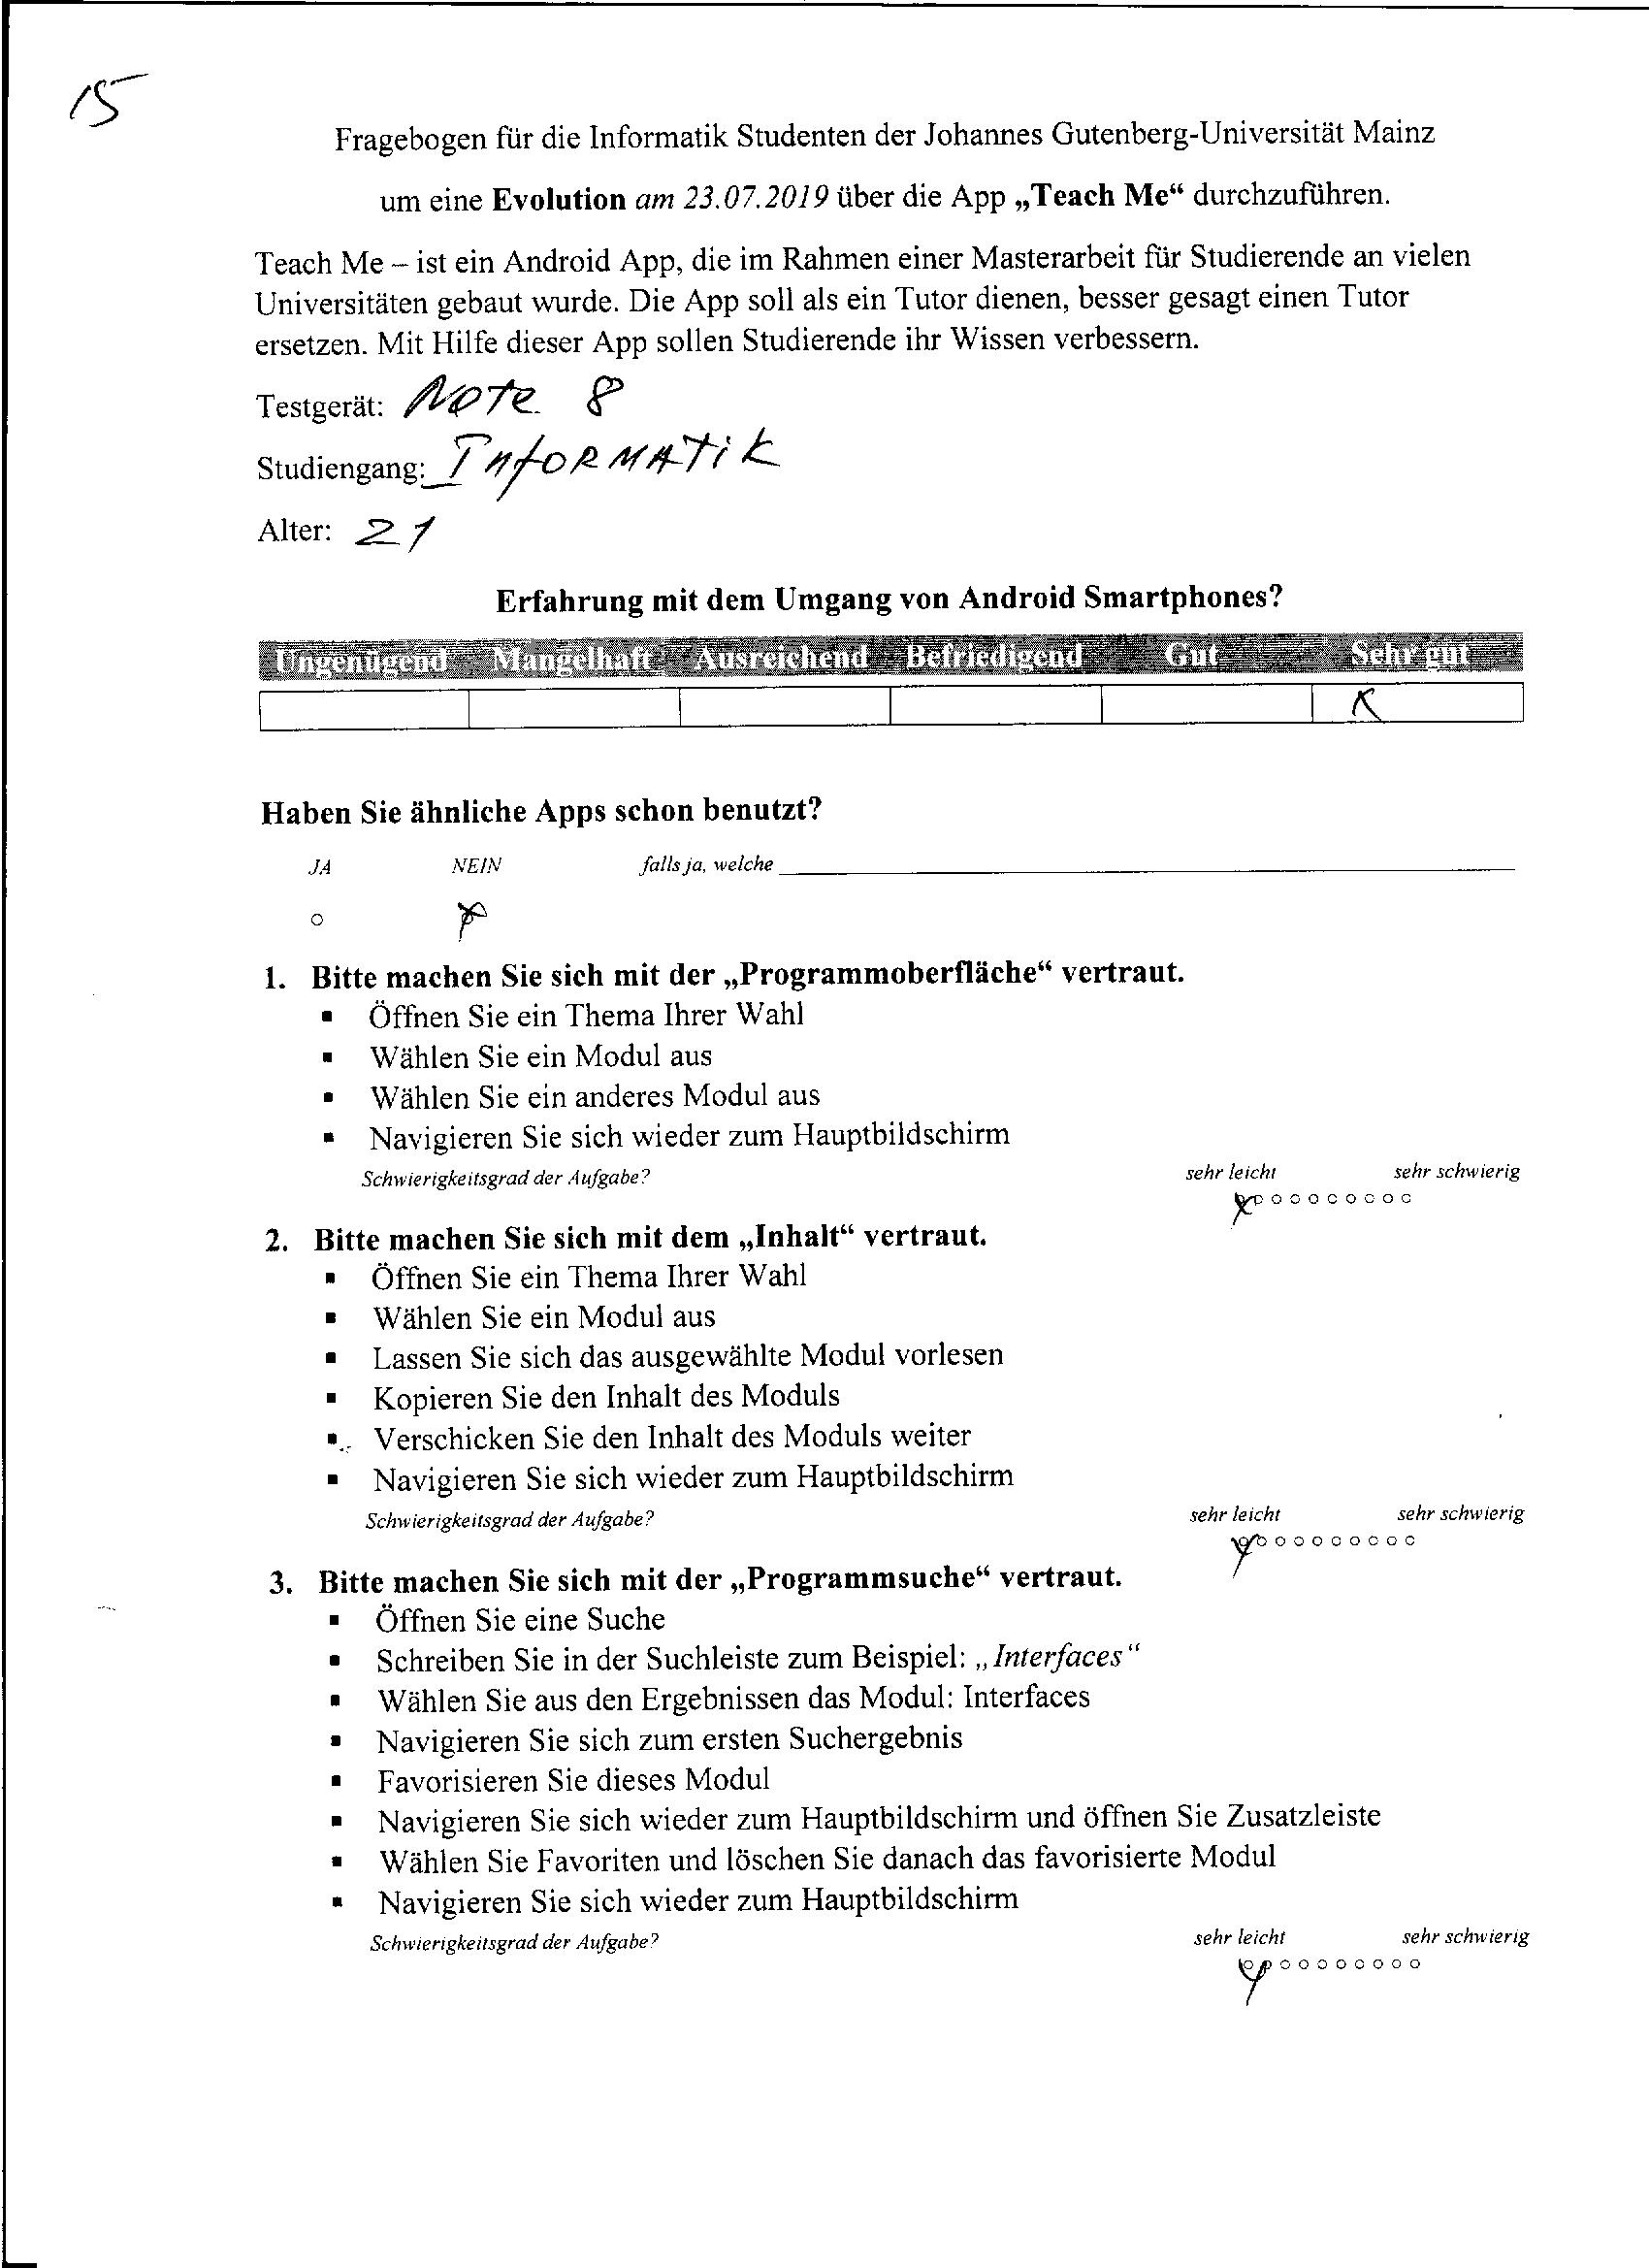 15
Fragebogen für die Informatik Studenten der Johannes Gutenberg-Universität Mainz
um eine Evolution am 23.07.2019 über die App „Teach Me“ durchzuführen.
Teach Me – ist ein Android App, die im Rahmen einer Masterarbeit für Studierende an vielen
Universitäten gebaut wurde. Die App soll als ein Tutor dienen, besser gesagt einen Tutor
ersetzen. Mit Hilfe dieser App sollen Studierende ihr Wissen verbessern.
Testgerät: Note 8
Studiengang: Informatik
Alter: 21
Erfahrung mit dem Umgang von Android Smartphones?
Ungenügend Mangelhaft Ausreichend Befriedigend Gut Sehr gut
Haben Sie ähnliche Apps schon benutzt?
JA NEIN falls ja, welche
1. Bitte machen Sie sich mit der „Programmoberfläche“ vertraut.
▪ Öffnen Sie ein Thema Ihrer Wahl
▪ Wählen Sie ein Modul aus
▪ Wählen Sie ein anderes Modul aus
▪ Navigieren Sie sich wieder zum Hauptbildschirm
Schwierigkeitsgrad der Aufgabe? sehr leicht sehr schwierig
2. Bitte machen Sie sich mit dem „Inhalt“ vertraut.
▪ Öffnen Sie ein Thema Ihrer Wahl
▪ Wählen Sie ein Modul aus
▪ Lassen Sie sich das ausgewählte Modul vorlesen
▪ Kopieren Sie den Inhalt des Moduls
▪ Verschicken Sie den Inhalt des Moduls weiter
▪ Navigieren Sie sich wieder zum Hauptbildschirm
Schwierigkeitsgrad der Aufgabe? sehr leicht sehr schwierig
3. Bitte machen Sie sich mit der „Programmsuche“ vertraut.
▪ Öffnen Sie eine Suche
▪ Schreiben Sie in der Suchleiste zum Beispiel: „Interfaces“
▪ Wählen Sie aus den Ergebnissen das Modul: Interfaces
▪ Navigieren Sie sich zum ersten Suchergebnis
▪ Favorisieren Sie dieses Modul
▪ Navigieren Sie sich wieder zum Hauptbildschirm und öffnen Sie Zusatzleiste
▪ Wählen Sie Favoriten und löschen Sie danach das favorisierte Modul
▪ Navigieren Sie sich wieder zum Hauptbildschirm
Schwierigkeitsgrad der Aufgabe? sehr leicht sehr schwierig